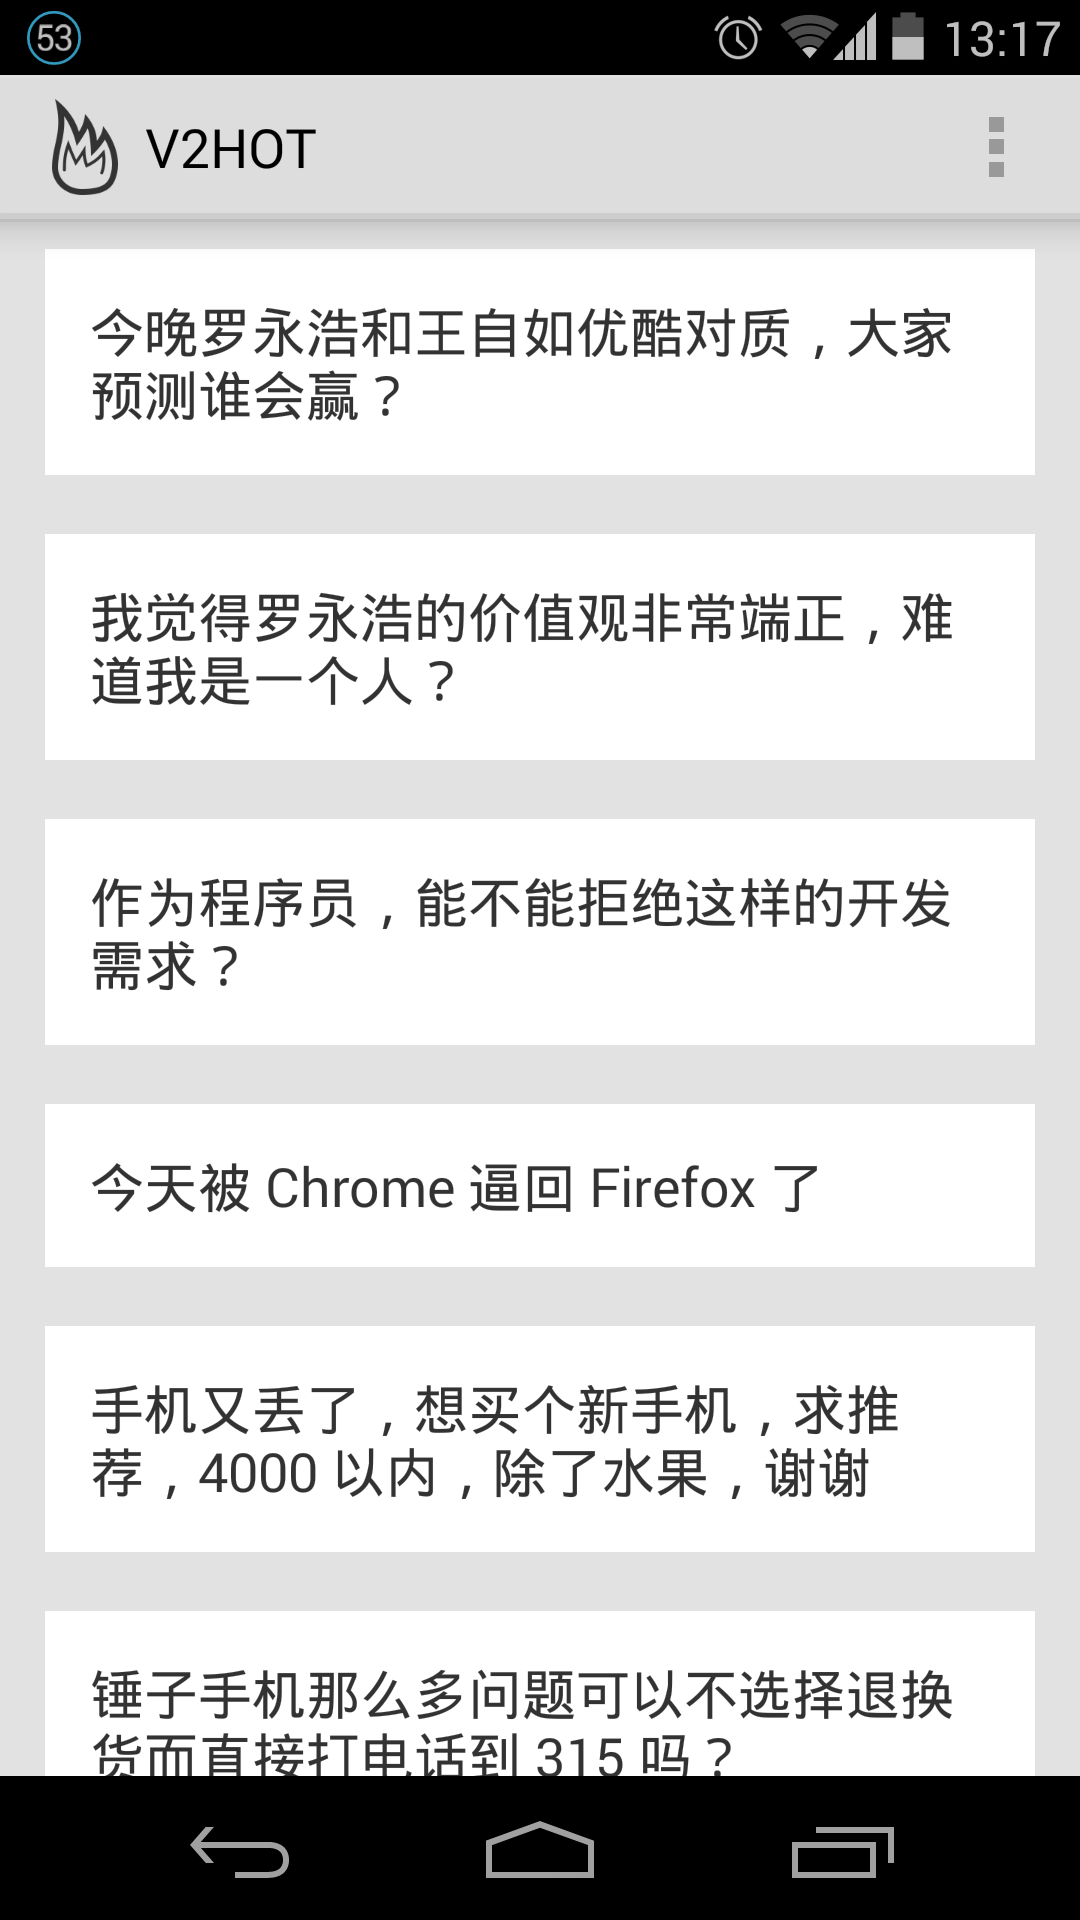 53
13:17
V2HOT
今晚罗永浩和王自如优酷对质，大家
预测谁会赢？
我觉得罗永浩的价值观非常端正，难
道我是一个人？
作为程序员，能不能拒绝这样的开发
需求？
今天被 Chrome 逼回 Firefox 了
手机又丢了，想买个新手机，求推
荐，4000 以内，除了水果，谢谢
锤子手机那么多问题可以不选择退换
货而直接打电话到 315 吗？